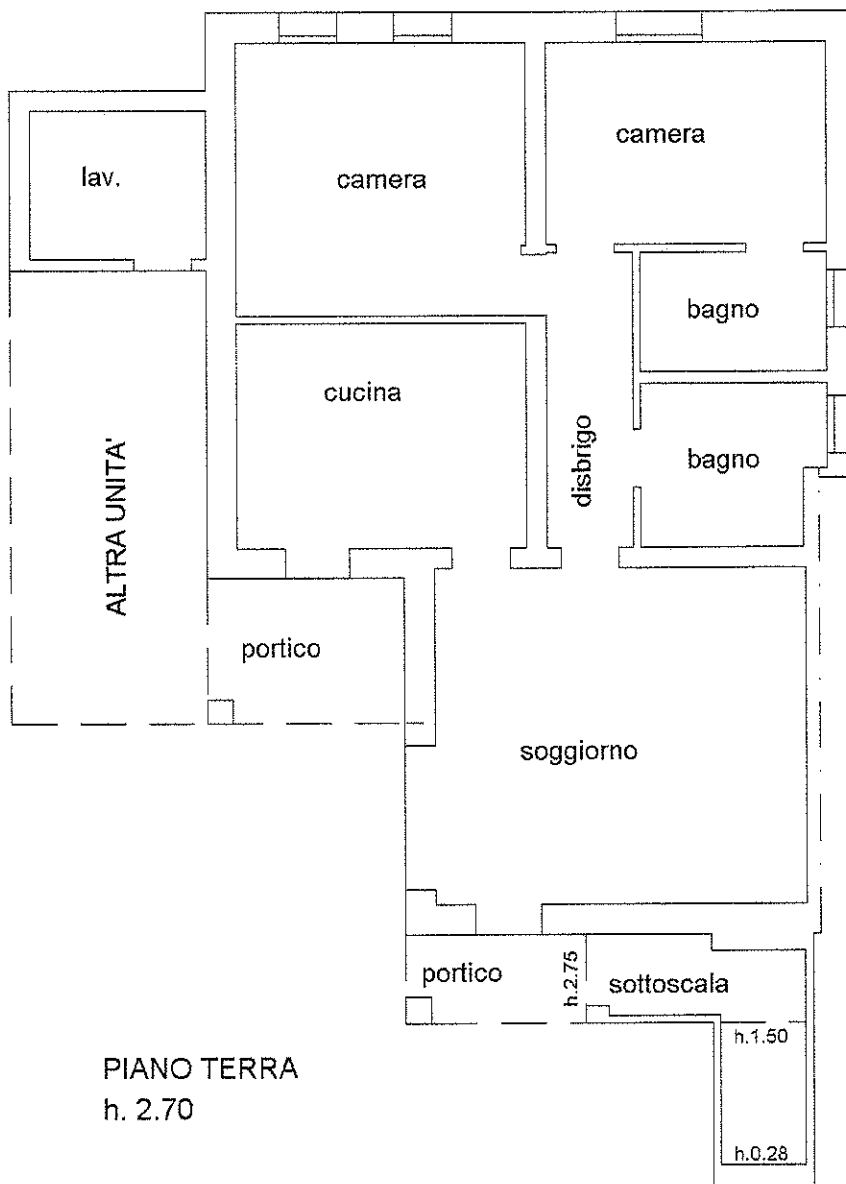 camera
lav.
camera
bagno
cucina
bagno
disbrigo
ALTRA UNITA'
portico
soggiorno
portico
h.2.75
sottoscala
h.1.50
PIANO TERRA
h. 2.70
h.0.28